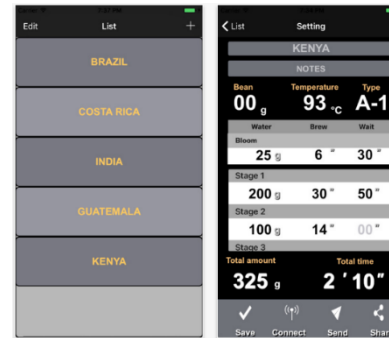 Edit List +
BRAZIL
COSTA RICA
INDIA
GUATEMALA
KENYA
List Setting
KENYA
NOTES
Bean Temperature Type
00 g 93 °C A-1
Water Brew Wait
Bloom
25 g 6 " 30 "
Stage 1
200 g 30 " 50 "
Stage 2
100 g 14 " 00 "
Stage 3
Total amount Total time
325 g 2 ' 10 "
Save Connect Send Share